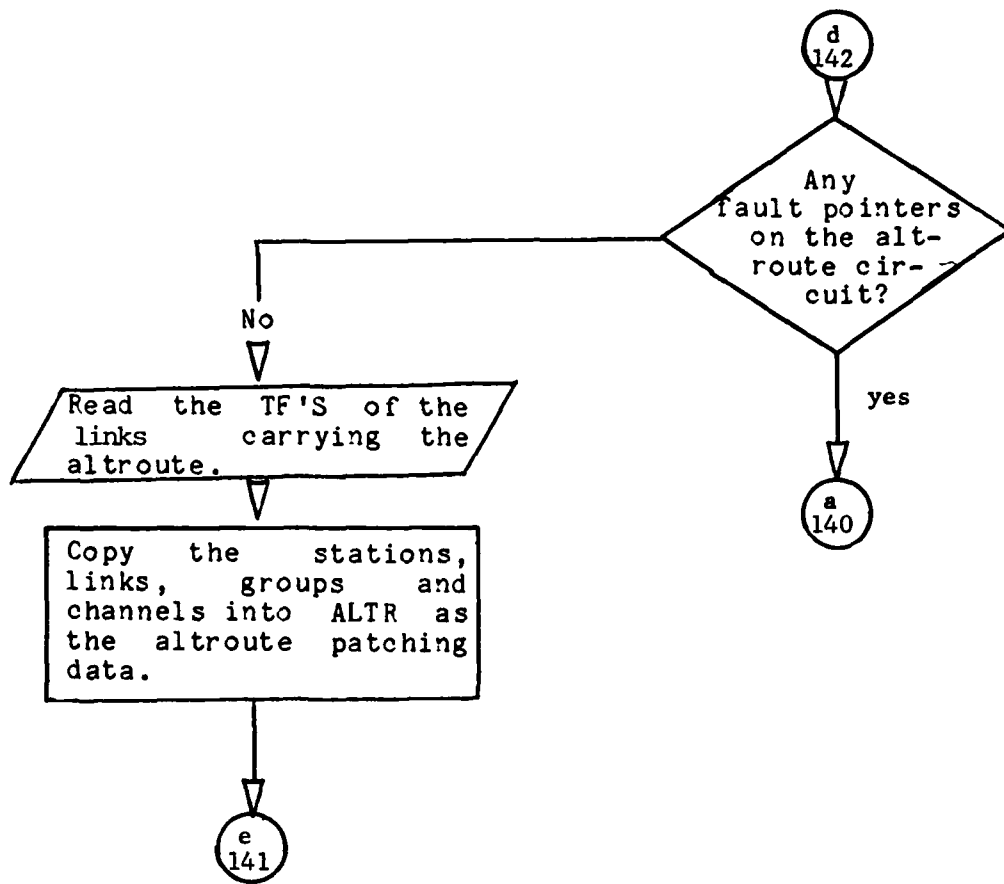 d
142
Any
fault pointers
on the alt-
route cir-
cuit?
No
yes
Read the TF'S of the
links carrying the
altroute.
a
140
Copy the stations,
links, groups and
channels into ALTR as
the altroute patching
data.
e
141